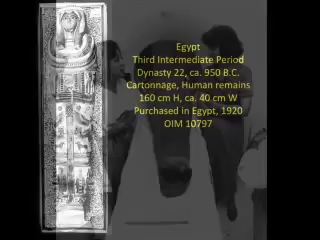 Egypt
Third Intermediate Period
Dynasty 22, ca. 950 B.C.
Cartonnage, Human remains
160 cm H, ca. 40 cm W
Purchased in Egypt, 1920
OIM 10797